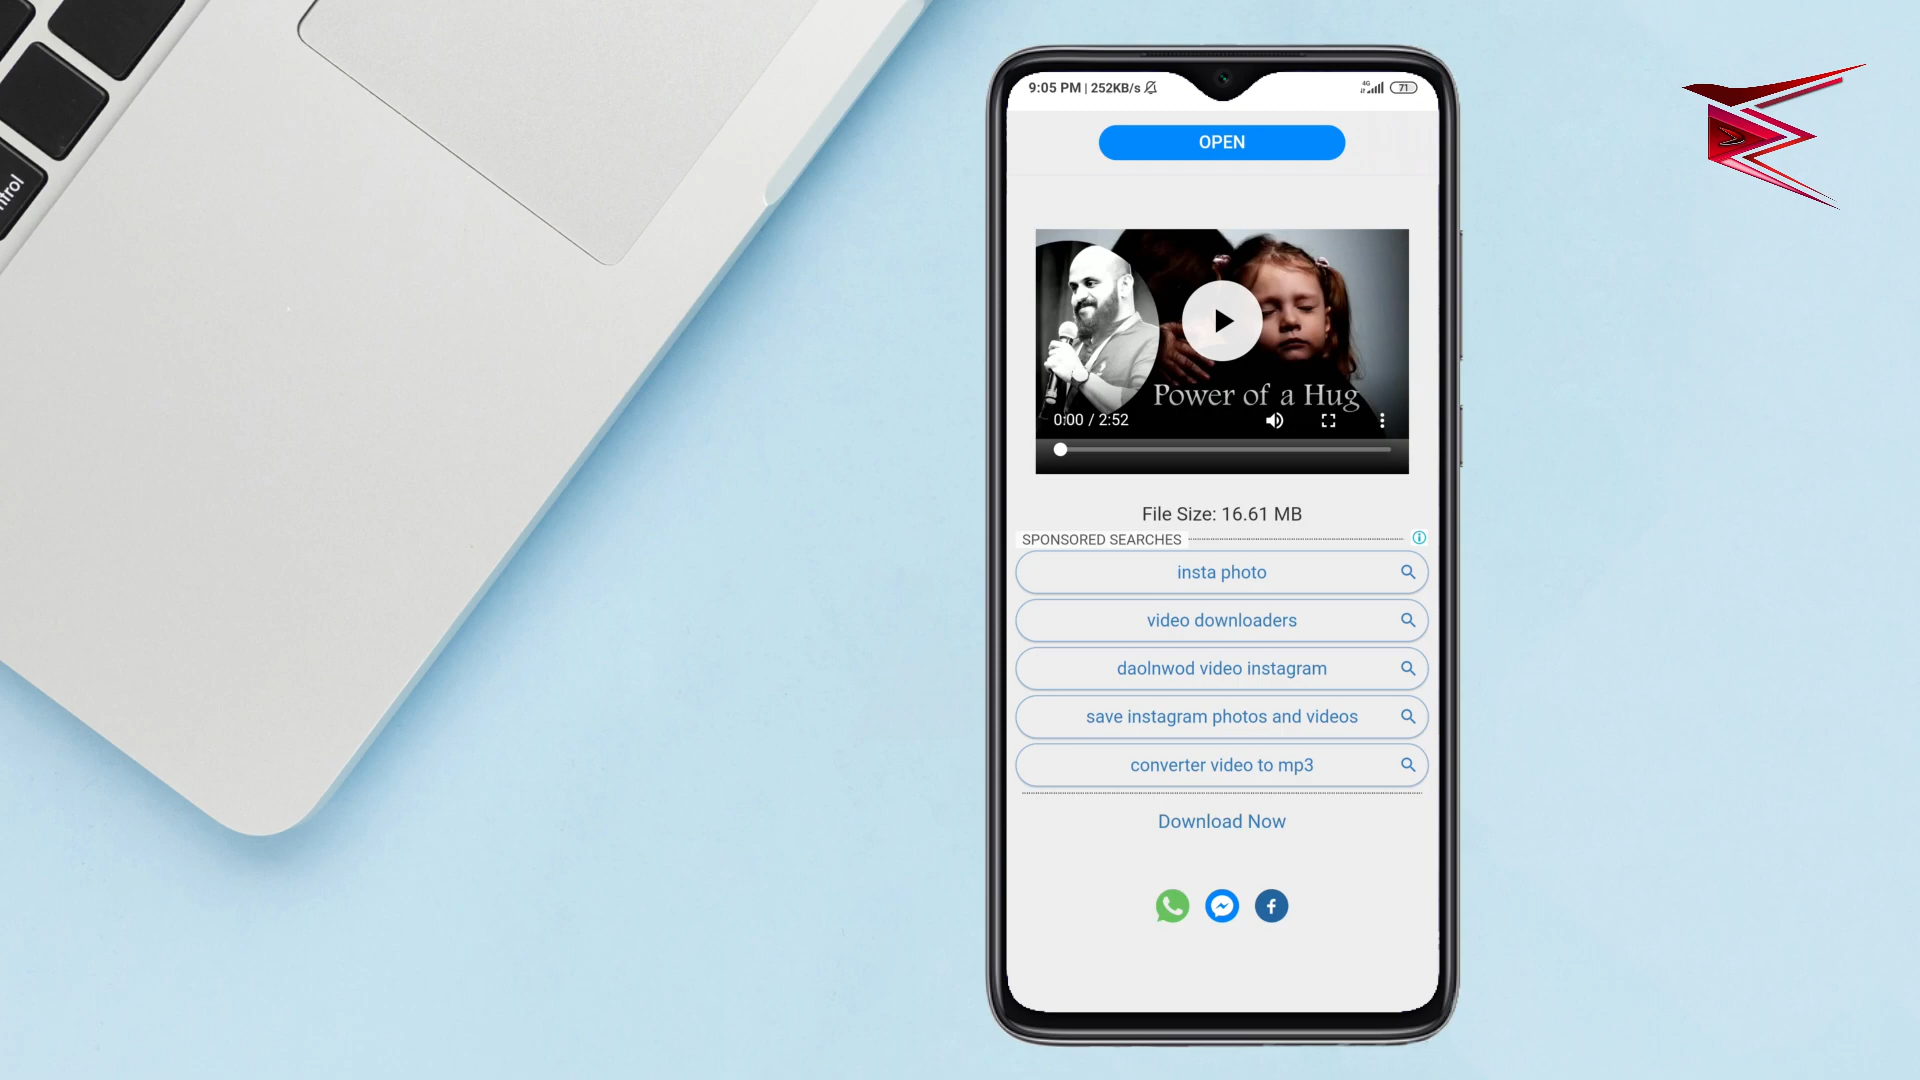 ntrol
9:05 PM | 252KB/s
4G
71
OPEN
Power of a Hug
0:00 / 2:52
File Size: 16.61 MB
SPONSORED SEARCHES
insta photo
video downloaders
daolnwod video instagram
save instagram photos and videos
converter video to mp3
Download Now